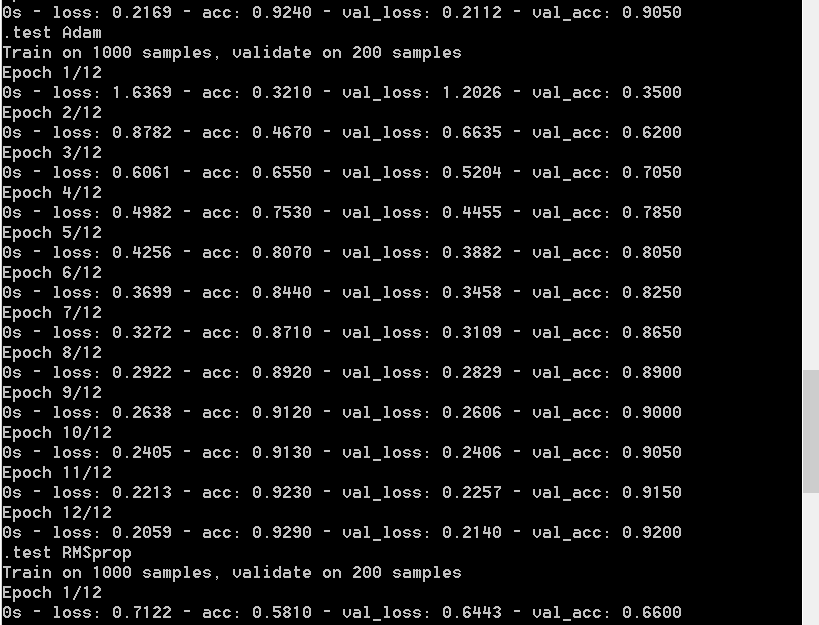 0s - loss: 0.2169 - acc: 0.9240 - val_loss: 0.2112 - val_acc: 0.9050
.test Adam
Train on 1000 samples, validate on 200 samples
Epoch 1/12
0s - loss: 1.6369 - acc: 0.3210 - val_loss: 1.2026 - val_acc: 0.3500
Epoch 2/12
0s - loss: 0.8782 - acc: 0.4670 - val_loss: 0.6635 - val_acc: 0.6200
Epoch 3/12
0s - loss: 0.6061 - acc: 0.6550 - val_loss: 0.5204 - val_acc: 0.7050
Epoch 4/12
0s - loss: 0.4982 - acc: 0.7530 - val_loss: 0.4455 - val_acc: 0.7850
Epoch 5/12
0s - loss: 0.4256 - acc: 0.8070 - val_loss: 0.3882 - val_acc: 0.8050
Epoch 6/12
0s - loss: 0.3699 - acc: 0.8440 - val_loss: 0.3458 - val_acc: 0.8250
Epoch 7/12
0s - loss: 0.3272 - acc: 0.8710 - val_loss: 0.3109 - val_acc: 0.8650
Epoch 8/12
0s - loss: 0.2922 - acc: 0.8920 - val_loss: 0.2829 - val_acc: 0.8900
Epoch 9/12
0s - loss: 0.2638 - acc: 0.9120 - val_loss: 0.2606 - val_acc: 0.9000
Epoch 10/12
0s - loss: 0.2405 - acc: 0.9130 - val_loss: 0.2406 - val_acc: 0.9050
Epoch 11/12
0s - loss: 0.2213 - acc: 0.9230 - val_loss: 0.2257 - val_acc: 0.9150
Epoch 12/12
0s - loss: 0.2059 - acc: 0.9290 - val_loss: 0.2140 - val_acc: 0.9200
.test RMSprop
Train on 1000 samples, validate on 200 samples
Epoch 1/12
0s - loss: 0.7122 - acc: 0.5810 - val_loss: 0.6443 - val_acc: 0.6600